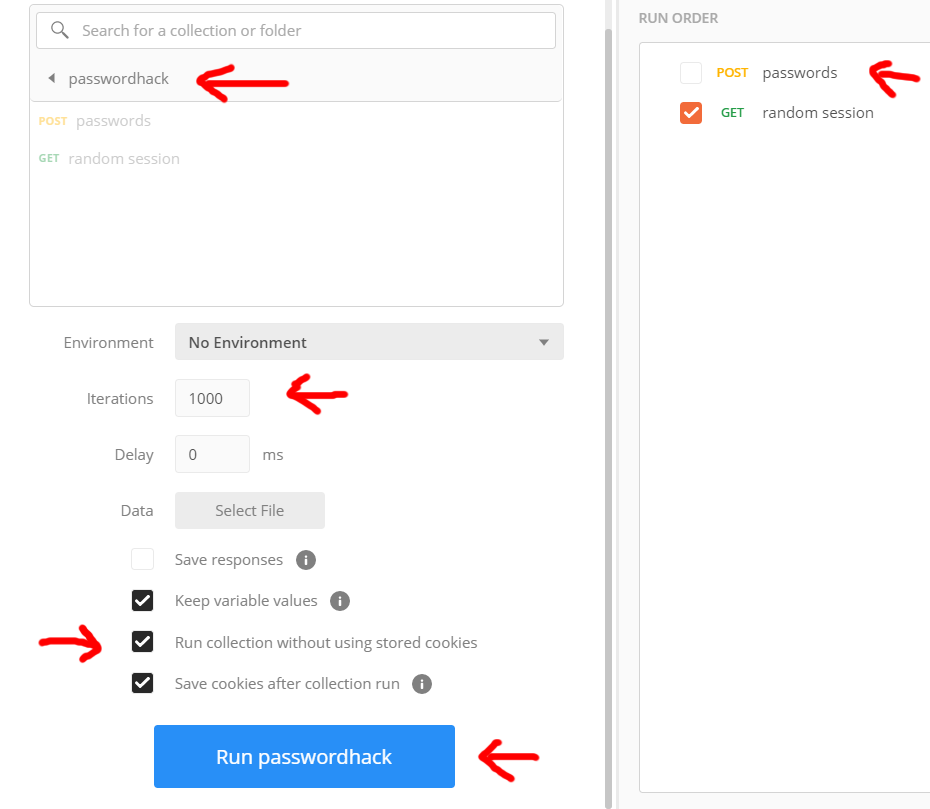 Search for a collection or folder
passwordhack
POST passwords
GET random session
Environment No Environment
Iterations 1000
Delay 0 ms
Data Select File
Save responses i
Keep variable values i
Run collection without using stored cookies
Save cookies after collection run i
Run passwordhack
RUN ORDER
POST passwords
GET random session